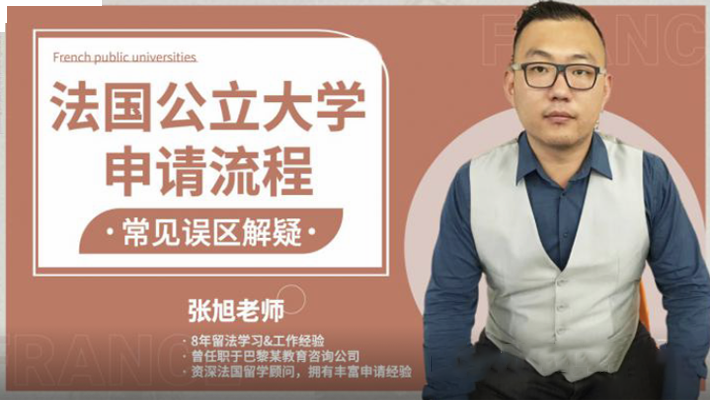 French public universities
法国公立大学
申请流程
·常见误区解疑·
张旭老师
· 8年留法学习&工作经验
· 曾任职于巴黎某教育咨询公司
· 资深法国留学顾问，拥有丰富申请经验
FRANC
FRANC